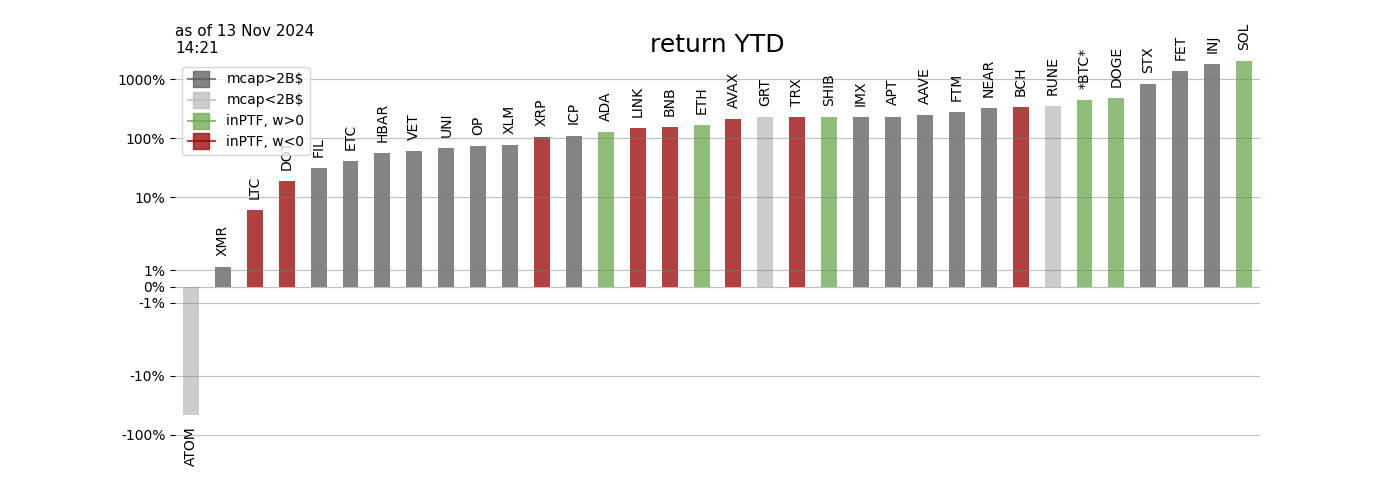 as of 13 Nov 2024
14:21
return YTD
mcap>2B$
mcap<2B$
inPTF, w>0
inPTF, w<0
1000%
100%
10%
1%
0%
-1%
-10%
-100%
ATOM
XMR
LTC
DOT
FIL
ETC
HBAR
VET
UNI
OP
XLM
XRP
ICP
ADA
LINK
BNB
ETH
AVAX
GRT
TRX
SHIB
IMX
APT
AAVE
FTM
NEAR
BCH
RUNE
*BTC*
DOGE
STX
FET
INJ
SOL